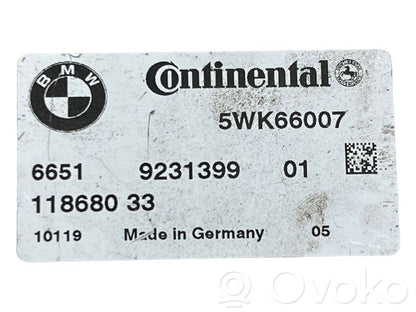 BMW Continental
5WK66007
6651 9231399 01
118680 33
10119 Made in Germany 05
Ovoko